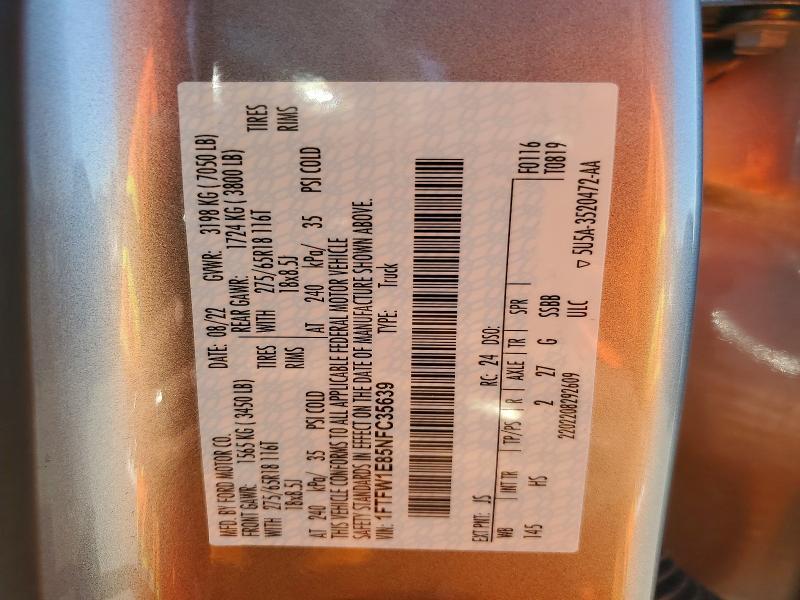 MFD. BY FORD MOTOR CO.
DATE: 08/22 GVWR: 3198 KG ( 7050 LB)
FRONT GAWR: 1565 KG ( 3450 LB) REAR GAWR: 1724 KG ( 3800 LB)
WITH 275/65R18 116T TIRES WITH 275/65R18 116T TIRES
18x8.5J RIMS 18x8.5J RIMS
AT 240 kPa/ 35 PSI COLD AT 240 kPa/ 35 PSI COLD
THIS VEHICLE CONFORMS TO ALL APPLICABLE FEDERAL MOTOR VEHICLE
SAFETY STANDARDS IN EFFECT ON THE DATE OF MANUFACTURE SHOWN ABOVE.
VIN: 1FTFW1E85NFC35639 TYPE: Truck
EXT PNT: JS RC: 24 DSO: F0116
WB INT TR TP/PS R AXLE TR SPR T0819
145 HS 2 27 G SSBB
2202208292609 ULC
▽ 5U5A-3520472-AA